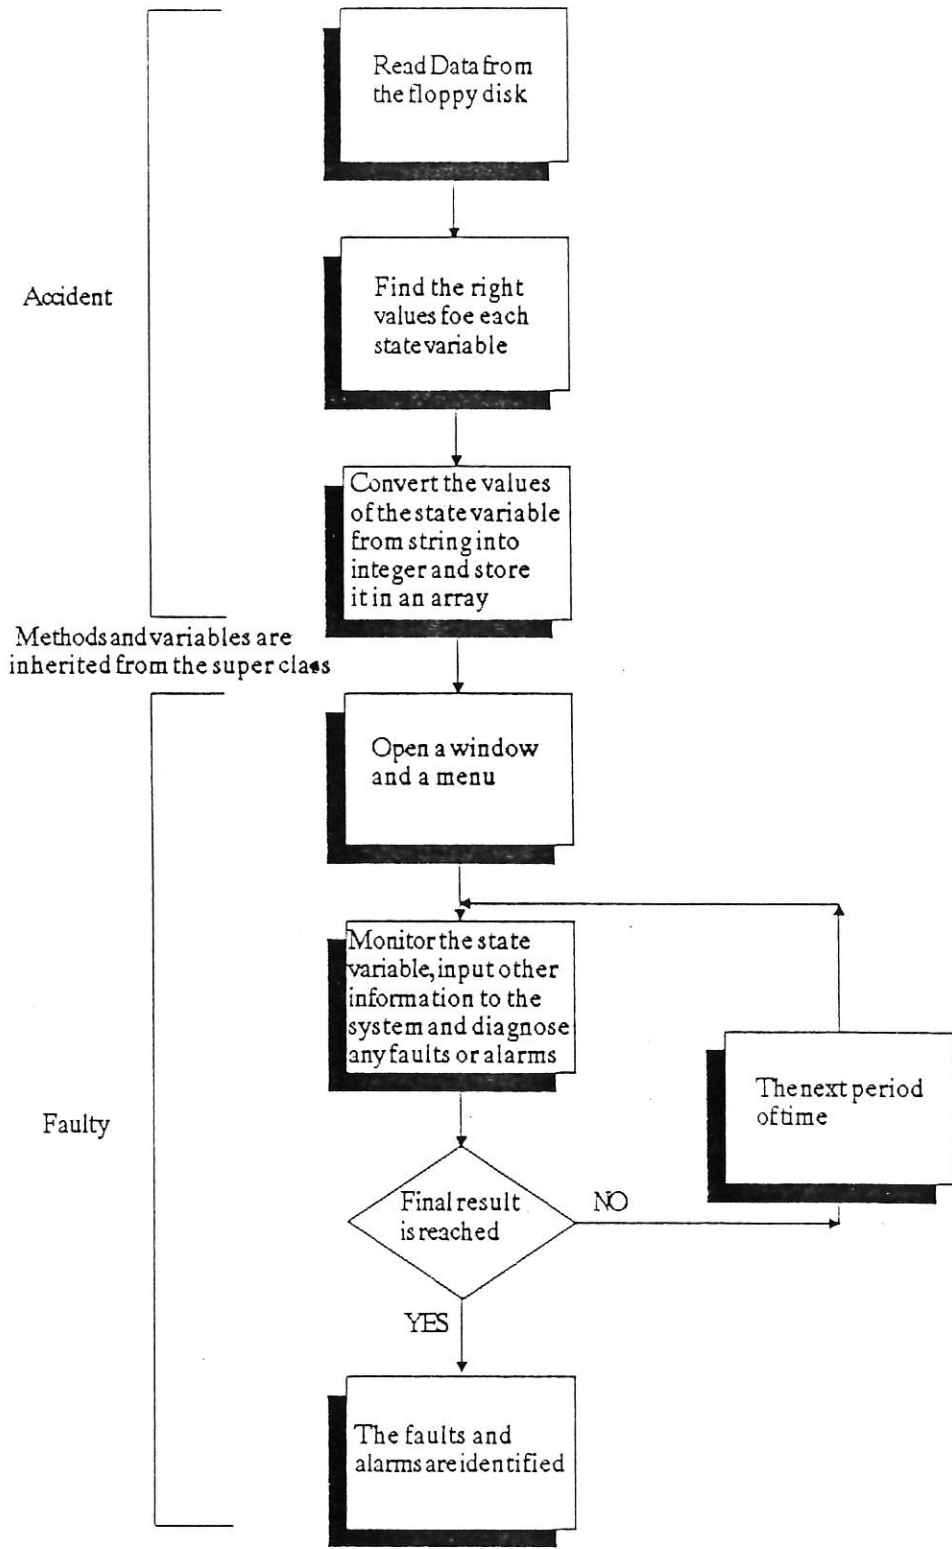 Read Data from
the floppy disk
Accident
Find the right
values foe each
state variable
Convert the values
of the state variable
from string into
integer and store
it in an array
Methods and variables are
inherited from the super class
Open a window
and a menu
Monitor the state
variable, input other
information to the
system and diagnose
any faults or alarms
The next period
of time
Faulty
Final result
is reached
NO
YES
The faults and
alarms are identified